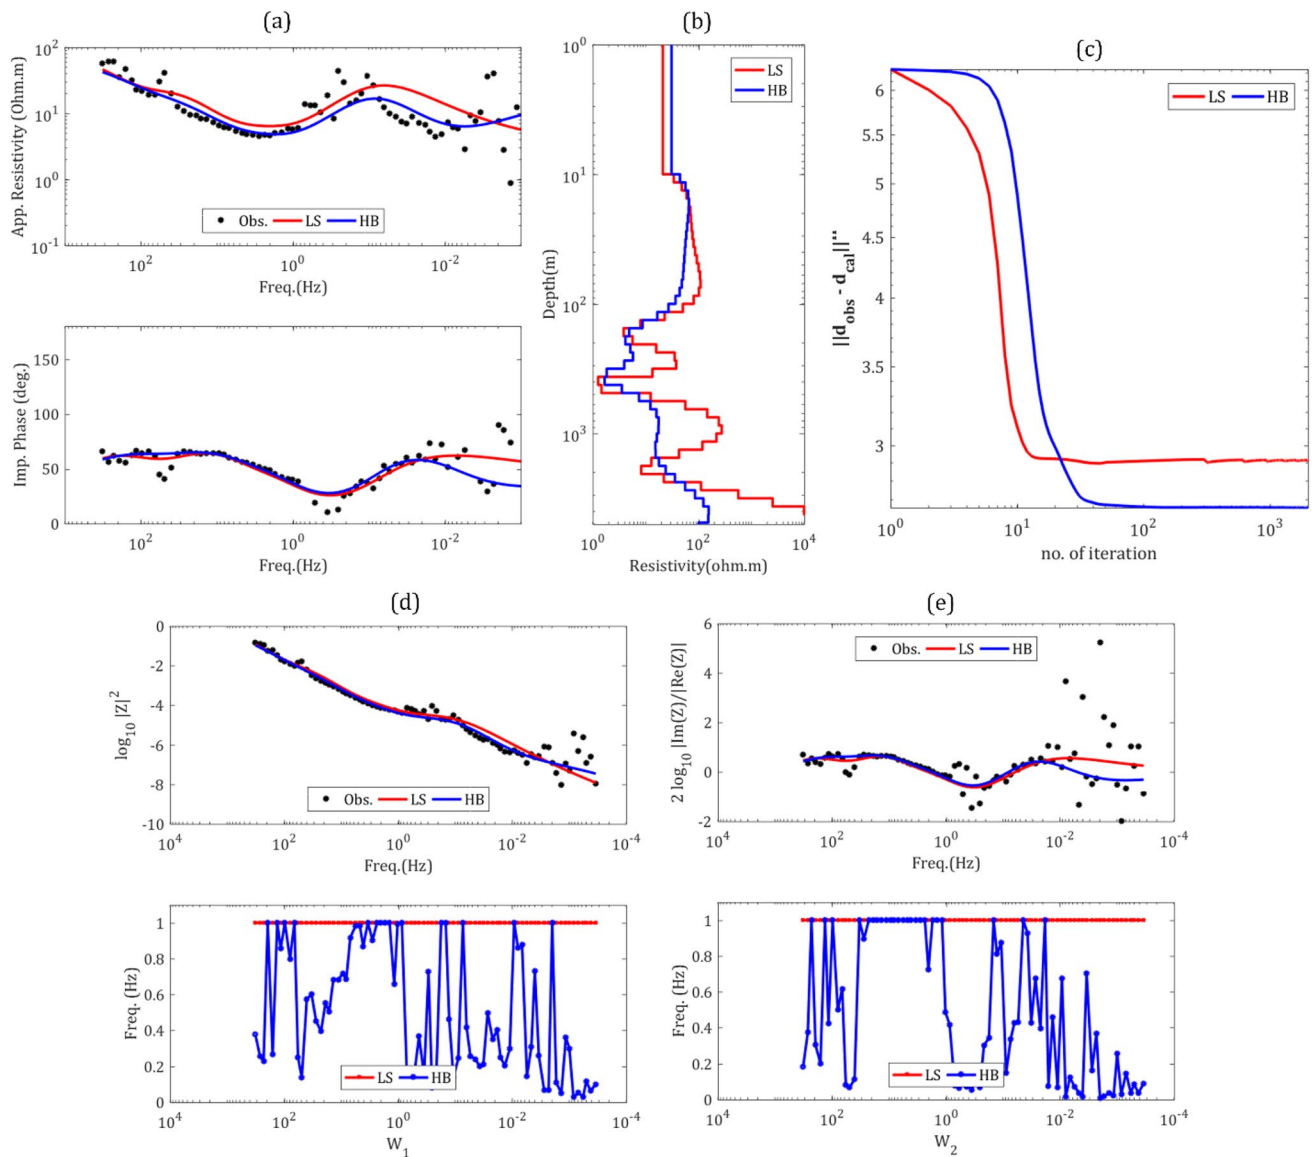 (a)
10^2
10^1
10^0
10^-1
App. Resistivity (Ohm.m)
Obs. LS HB
10^2 10^0 10^-2
Freq.(Hz)
150
100
50
0
Imp. Phase (deg.)
10^2 10^0 10^-2
Freq.(Hz)
(b)
10^0
10^1
10^2
10^3
Depth(m)
LS
HB
10^0 10^2 10^4
Resistivity(ohm.m)
(c)
6
5.5
5
4.5
4
3.5
3
||d_obs - d_cal||**
LS HB
10^0 10^1 10^2 10^3
no. of iteration
(d)
0
-2
-4
-6
-8
-10
log_10 |Z|^2
Obs. LS HB
10^4 10^2 10^0 10^-2 10^-4
Freq.(Hz)
1
0.8
0.6
0.4
0.2
0
Freq. (Hz)
LS HB
10^4 10^2 10^0 10^-2 10^-4
W_1
(e)
6
4
2
0
-2
2 log_10 |Im(Z)/|Re(Z)|
Obs. LS HB
10^4 10^2 10^0 10^-2 10^-4
Freq.(Hz)
1
0.8
0.6
0.4
0.2
0
Freq. (Hz)
LS HB
10^4 10^2 10^0 10^-2 10^-4
W_2